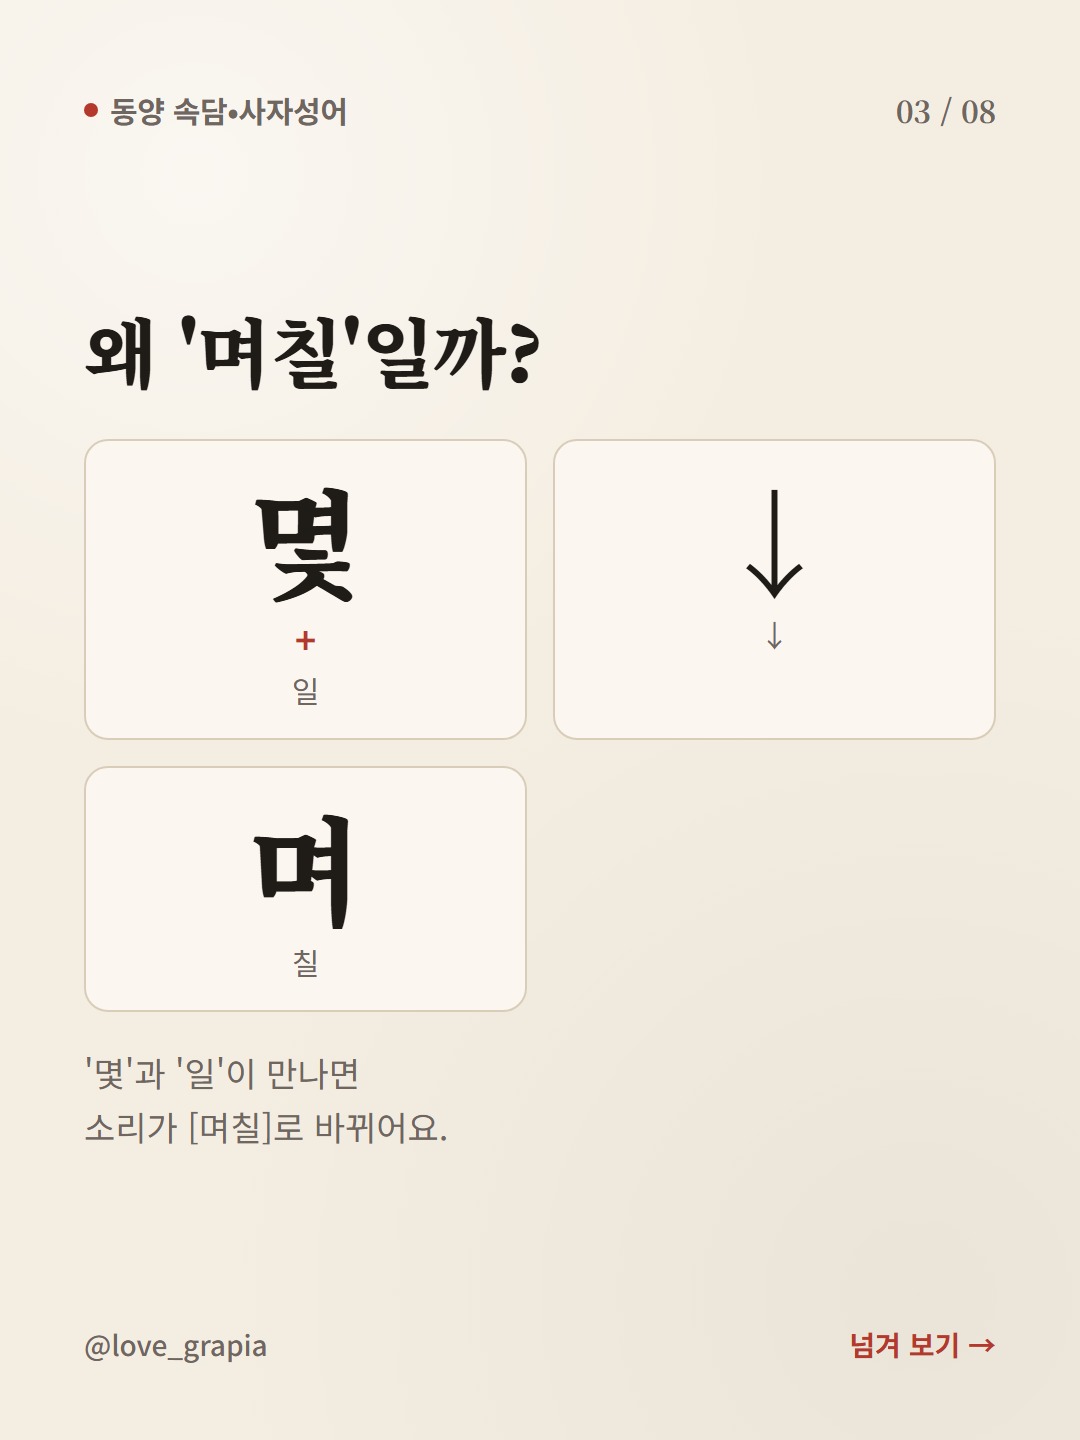 동양 속담•사자성어
03 / 08
왜 '며칠'일까?
몇
+
일
↓
↓
며
칠
'몇'과 '일'이 만나면
소리가 [며칠]로 바뀌어요.
@love_grapia
넘겨 보기 →